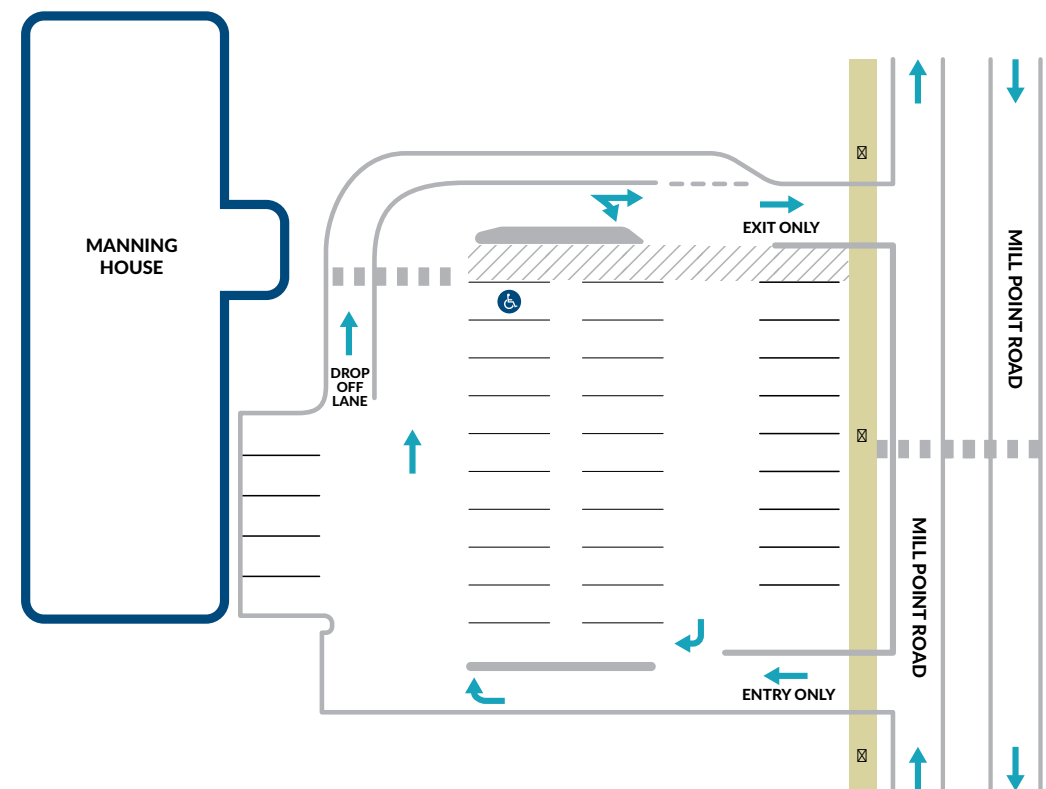 MANNING
HOUSE
EXIT ONLY
MILL POINT ROAD
DROP
OFF
LANE
MILL POINT ROAD
ENTRY ONLY